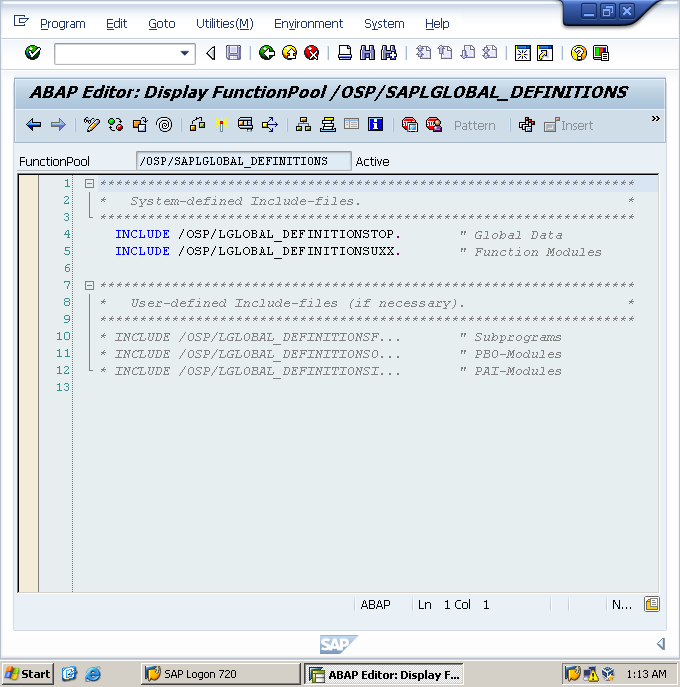 Program Edit Goto Utilities(M) Environment System Help
ABAP Editor: Display FunctionPool /OSP/SAPLGLOBAL_DEFINITIONS
Pattern Insert
FunctionPool /OSP/SAPLGLOBAL_DEFINITIONS Active
1 *******************************************************************
2 *   System-defined Include-files.                                 *
3 *******************************************************************
4   INCLUDE /OSP/LGLOBAL_DEFINITIONSTOP.       " Global Data
5   INCLUDE /OSP/LGLOBAL_DEFINITIONSUXX.       " Function Modules
6
7 *******************************************************************
8 *   User-defined Include-files (if necessary).                    *
9 *******************************************************************
10 * INCLUDE /OSP/LGLOBAL_DEFINITIONSF...       " Subprograms
11 * INCLUDE /OSP/LGLOBAL_DEFINITIONSO...       " PBO-Modules
12 * INCLUDE /OSP/LGLOBAL_DEFINITIONSI...       " PAI-Modules
13
ABAP Ln 1 Col 1 N...
SAP
Start SAP Logon 720 ABAP Editor: Display F... 1:13 AM